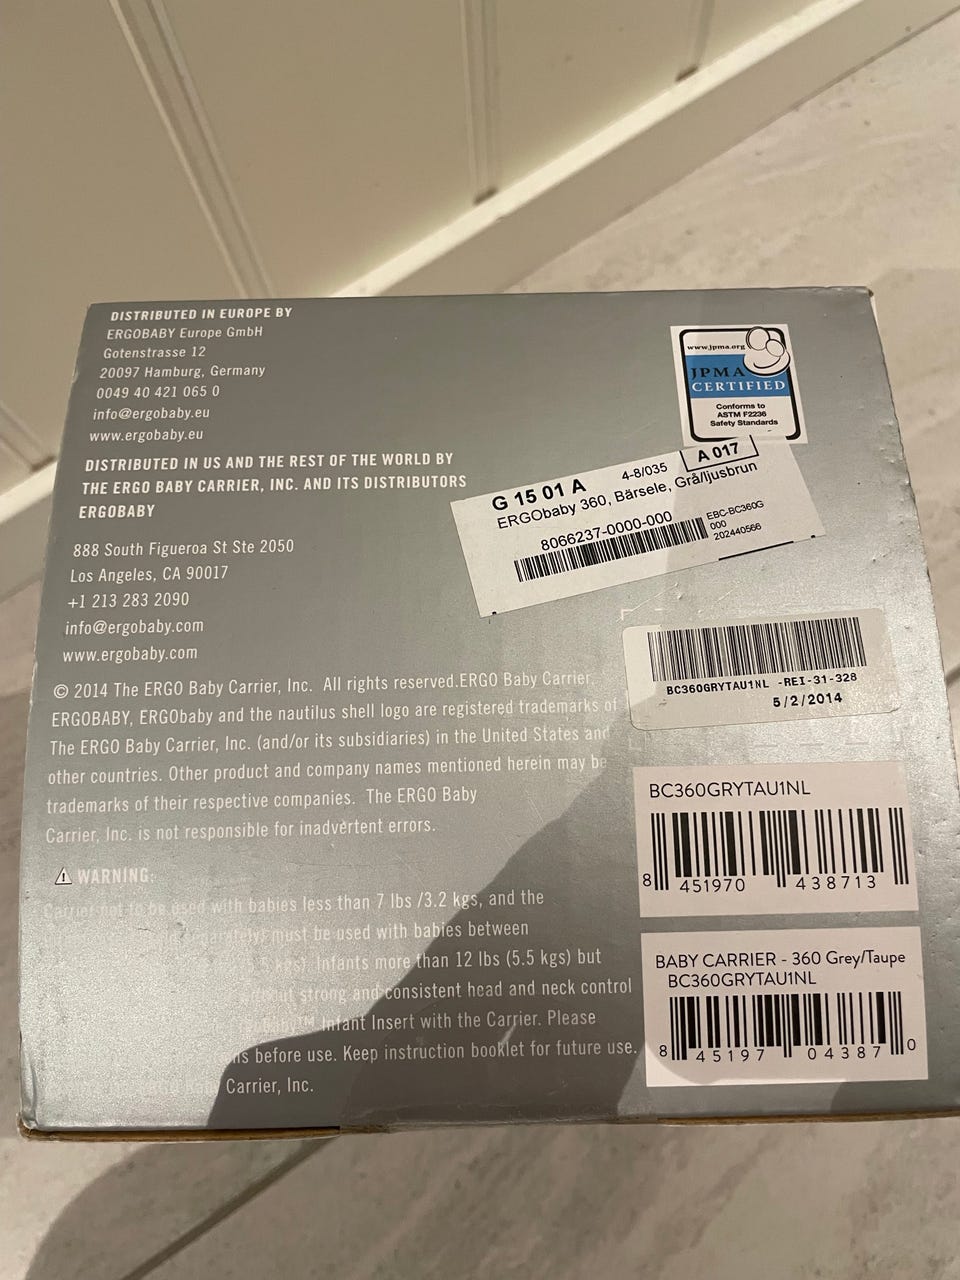 DISTRIBUTED IN EUROPE BY
ERGOBABY Europe GmbH
Gotenstrasse 12
20097 Hamburg, Germany
0049 40 421 065 0
info@ergobaby.eu
www.ergobaby.eu
DISTRIBUTED IN US AND THE REST OF THE WORLD BY
THE ERGO BABY CARRIER, INC. AND ITS DISTRIBUTORS
ERGOBABY
888 South Figueroa St Ste 2050
Los Angeles, CA 90017
+1 213 283 2090
info@ergobaby.com
www.ergobaby.com
© 2014 The ERGO Baby Carrier, Inc. All rights reserved.ERGO Baby Carrier,
ERGOBABY, ERGObaby and the nautilus shell logo are registered trademarks of
The ERGO Baby Carrier, Inc. (and/or its subsidiaries) in the United States and
other countries. Other product and company names mentioned herein may be
trademarks of their respective companies. The ERGO Baby
Carrier, Inc. is not responsible for inadvertent errors.
⚠ WARNING:
Carrier not to be used with babies less than 7 lbs /3.2 kgs, and the
must be used with babies between
Infants more than 12 lbs (5.5 kgs) but
strong and consistent head and neck control
Infant Insert with the Carrier. Please
before use. Keep instruction booklet for future use.
Carrier, Inc.
www.jpma.org
JPMA
CERTIFIED
Conforms to
ASTM F2236
Safety Standards
G 15 01 A 4-8/035 A 017
ERGObaby 360, Bärsele, Grå/ljusbrun
8066237-0000-000
EBC-BC360G
000
202440566
BC360GRYTAU1NL -REI-31-328
5/2/2014
BC360GRYTAU1NL
8 451970 438713
BABY CARRIER - 360 Grey/Taupe
BC360GRYTAU1NL
8 45197 04387 0